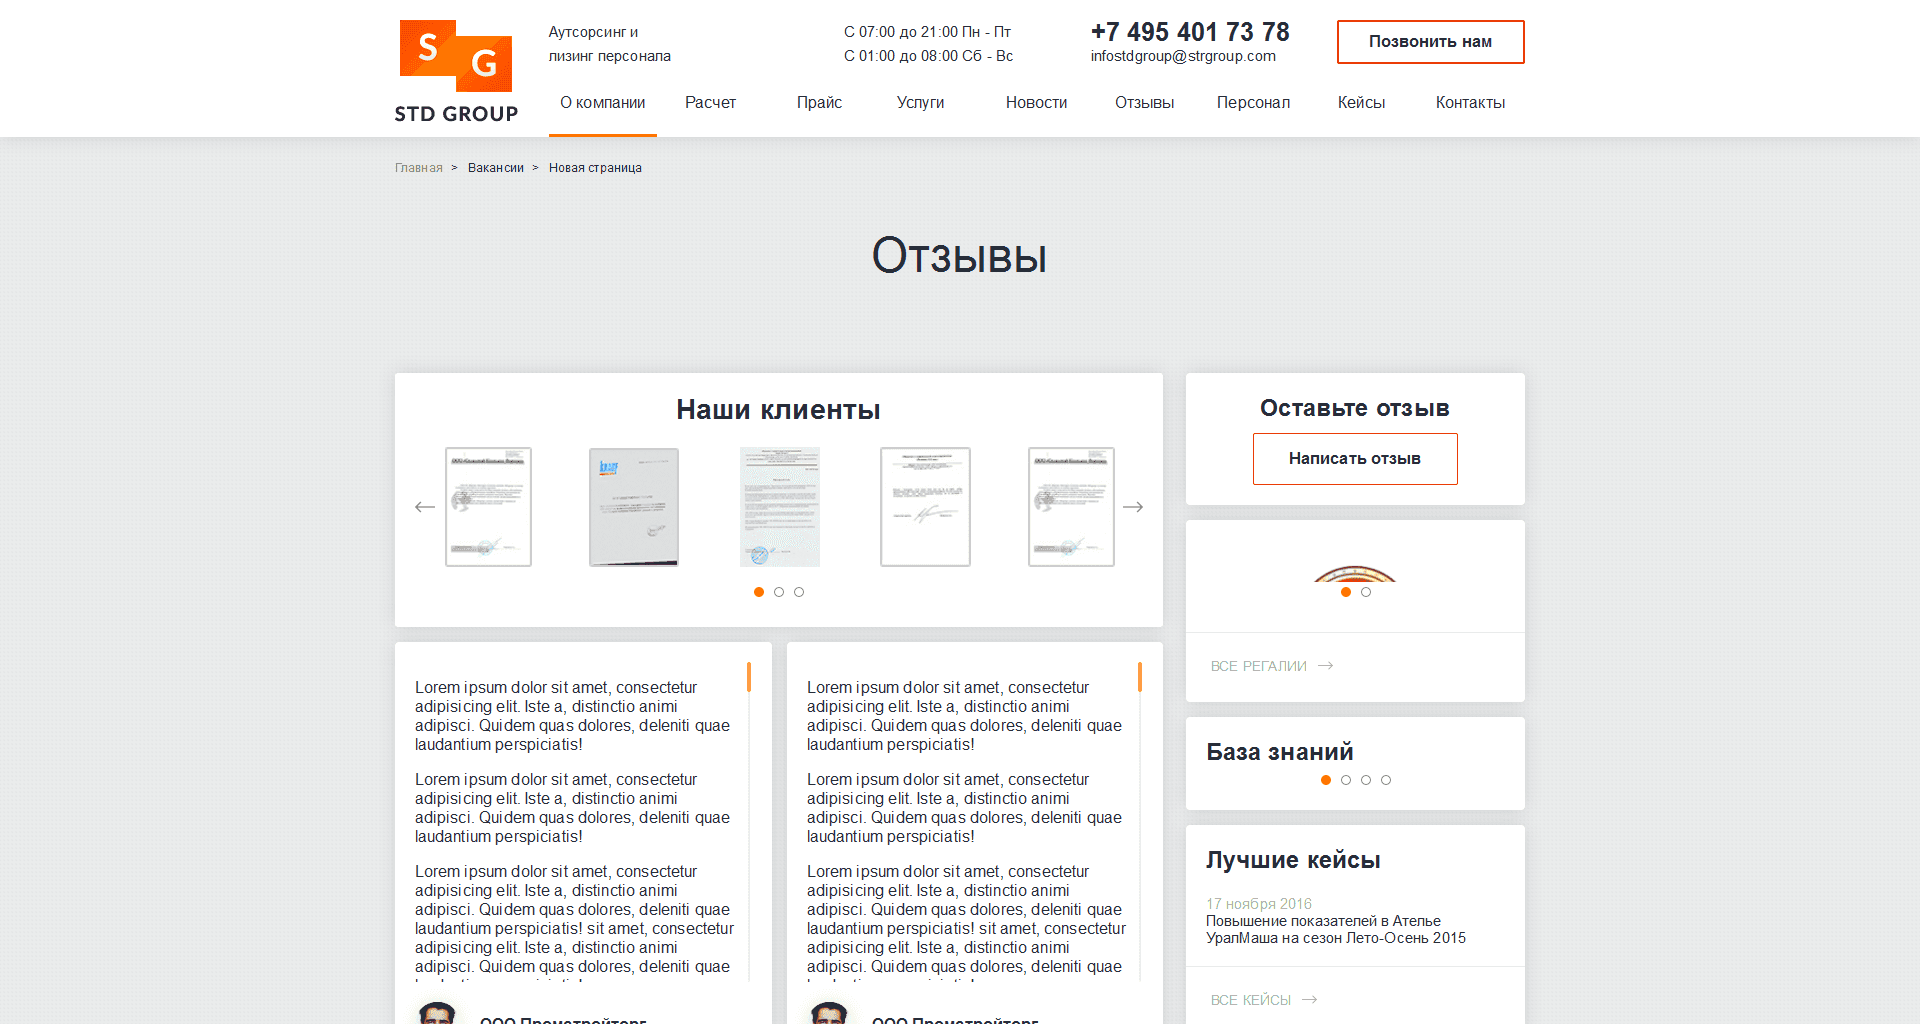 S G
STD GROUP
Аутсорсинг и
лизинг персонала
С 07:00 до 21:00 Пн - Пт
С 01:00 до 08:00 Сб - Вс
+7 495 401 73 78
infostdgroup@strgroup.com
Позвонить нам
О компании Расчет Прайс Услуги Новости Отзывы Персонал Кейсы Контакты
Главная > Вакансии > Новая страница
Отзывы
Наши клиенты
Lorem ipsum dolor sit amet, consectetur
adipisicing elit. Iste a, distinctio animi
adipisci. Quidem quas dolores, deleniti quae
laudantium perspiciatis!
Lorem ipsum dolor sit amet, consectetur
adipisicing elit. Iste a, distinctio animi
adipisci. Quidem quas dolores, deleniti quae
laudantium perspiciatis!
Lorem ipsum dolor sit amet, consectetur
adipisicing elit. Iste a, distinctio animi
adipisci. Quidem quas dolores, deleniti quae
laudantium perspiciatis! sit amet, consectetur
adipisicing elit. Iste a, distinctio animi
adipisci. Quidem quas dolores, deleniti quae
ООО Промстройторг
Lorem ipsum dolor sit amet, consectetur
adipisicing elit. Iste a, distinctio animi
adipisci. Quidem quas dolores, deleniti quae
laudantium perspiciatis!
Lorem ipsum dolor sit amet, consectetur
adipisicing elit. Iste a, distinctio animi
adipisci. Quidem quas dolores, deleniti quae
laudantium perspiciatis!
Lorem ipsum dolor sit amet, consectetur
adipisicing elit. Iste a, distinctio animi
adipisci. Quidem quas dolores, deleniti quae
laudantium perspiciatis! sit amet, consectetur
adipisicing elit. Iste a, distinctio animi
adipisci. Quidem quas dolores, deleniti quae
ООО Промстройторг
Оставьте отзыв
Написать отзыв
ВСЕ РЕГАЛИИ
База знаний
Лучшие кейсы
17 ноября 2016
Повышение показателей в Ателье
УралМаша на сезон Лето-Осень 2015
ВСЕ КЕЙСЫ